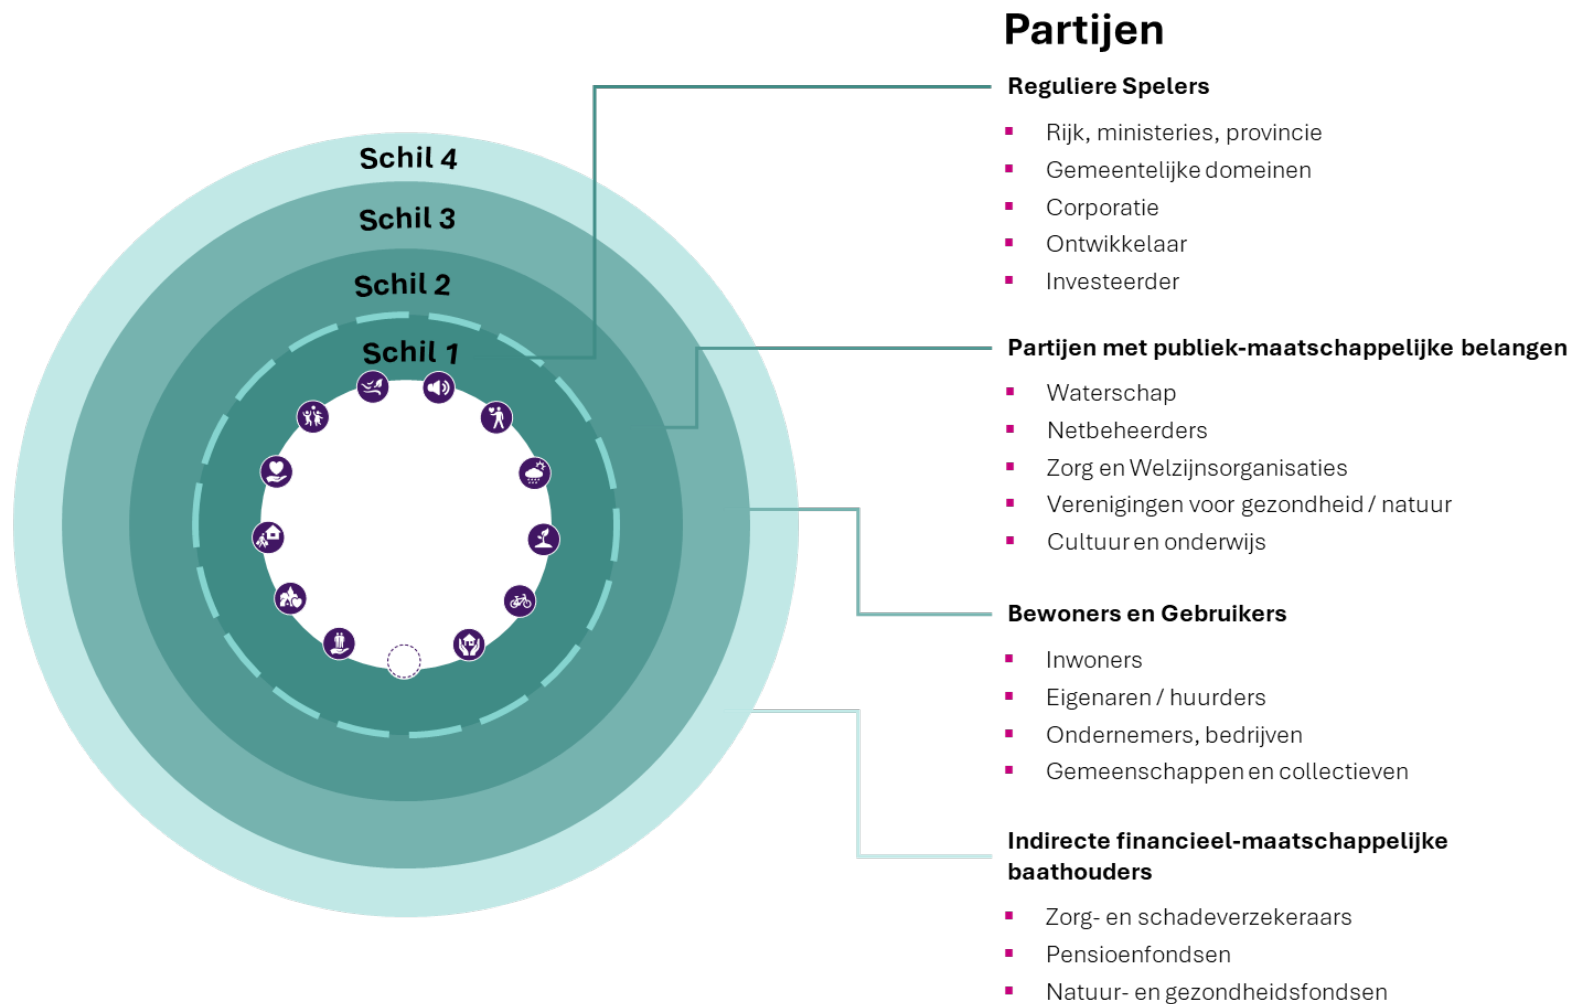 Partijen
Schil 4
Schil 3
Schil 2
Schil 1
Reguliere Spelers
Rijk, ministeries, provincie
Gemeentelijke domeinen
Corporatie
Ontwikkelaar
Investeerder
Partijen met publiek-maatschappelijke belangen
Waterschap
Netbeheerders
Zorg en Welzijnsorganisaties
Verenigingen voor gezondheid / natuur
Cultuur en onderwijs
Bewoners en Gebruikers
Inwoners
Eigenaren / huurders
Ondernemers, bedrijven
Gemeenschappen en collectieven
Indirecte financieel-maatschappelijke
baathouders
Zorg- en schadeverzekeraars
Pensioenfondsen
Natuur- en gezondheidsfondsen